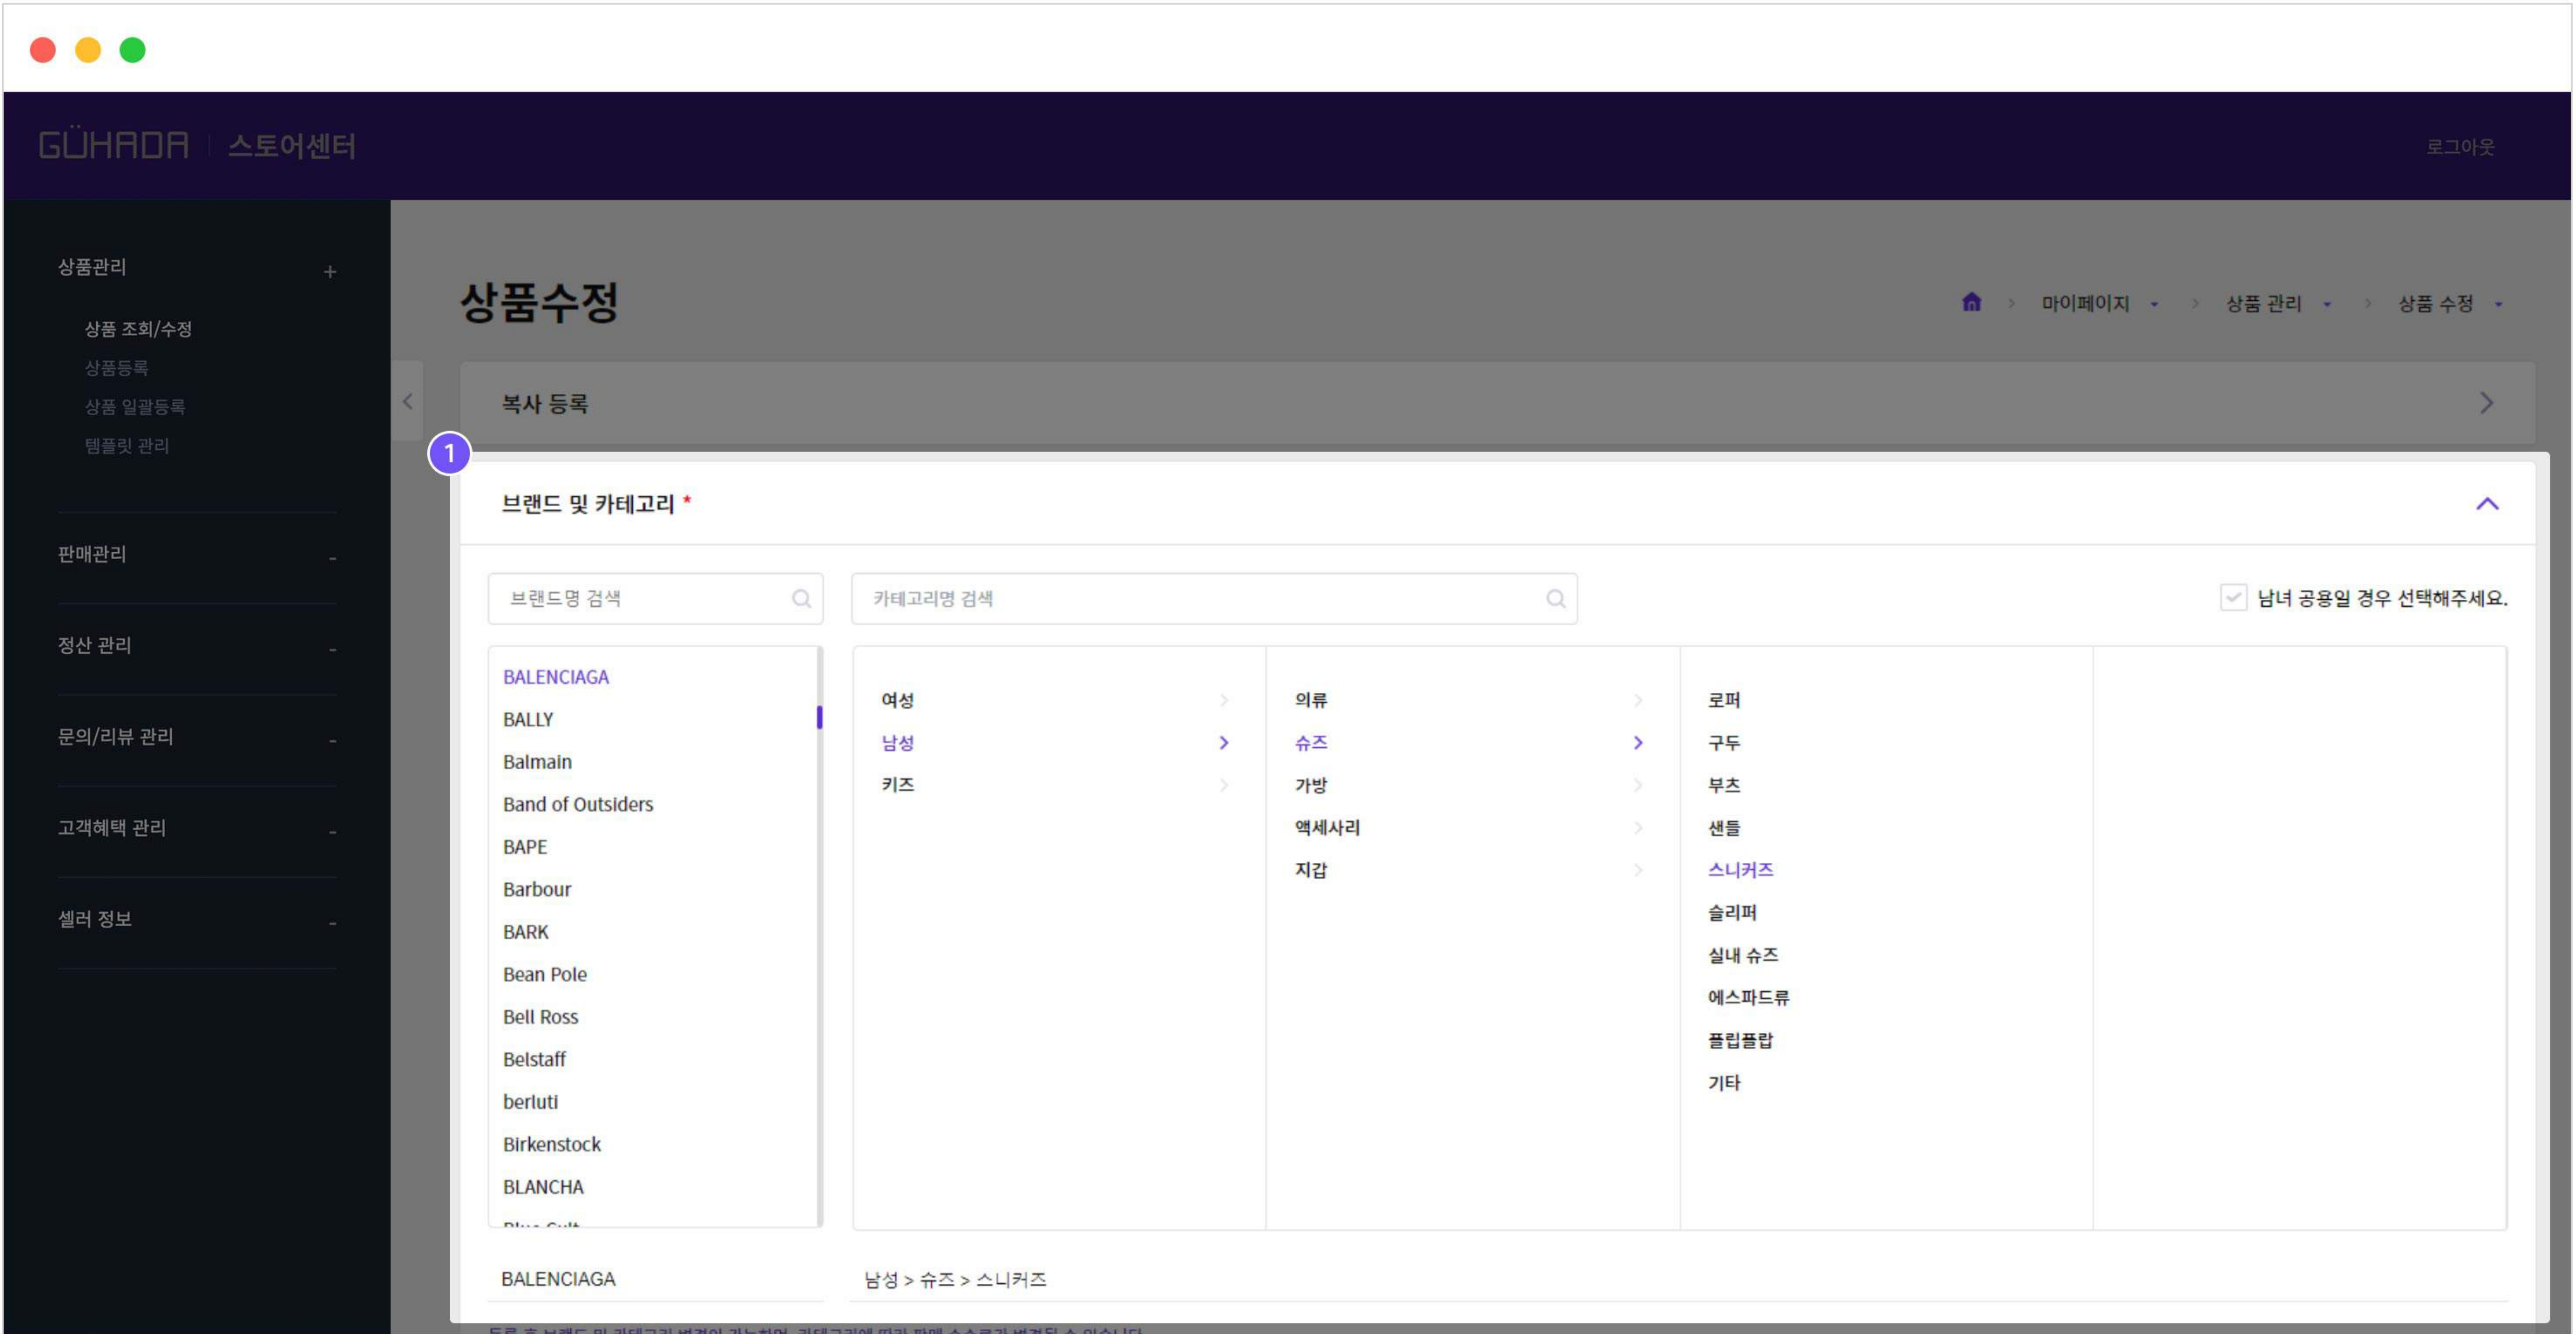 GÜHADA | 스토어센터
로그아웃
상품관리 +
상품 조회/수정
상품등록
상품 일괄등록
템플릿 관리
판매관리 -
정산 관리 -
문의/리뷰 관리 -
고객혜택 관리 -
셀러 정보 -
상품수정
마이페이지 > 상품 관리 > 상품 수정
복사 등록
1
브랜드 및 카테고리 *
브랜드명 검색
카테고리명 검색
남녀 공용일 경우 선택해주세요.
BALENCIAGA
BALLY
Balmain
Band of Outsiders
BAPE
Barbour
BARK
Bean Pole
Bell Ross
Belstaff
berluti
Birkenstock
BLANCHA
Blue Cult
여성
남성
키즈
의류
슈즈
가방
액세사리
지갑
로퍼
구두
부츠
샌들
스니커즈
슬리퍼
실내 슈즈
에스파드류
플립플랍
기타
BALENCIAGA
남성 > 슈즈 > 스니커즈